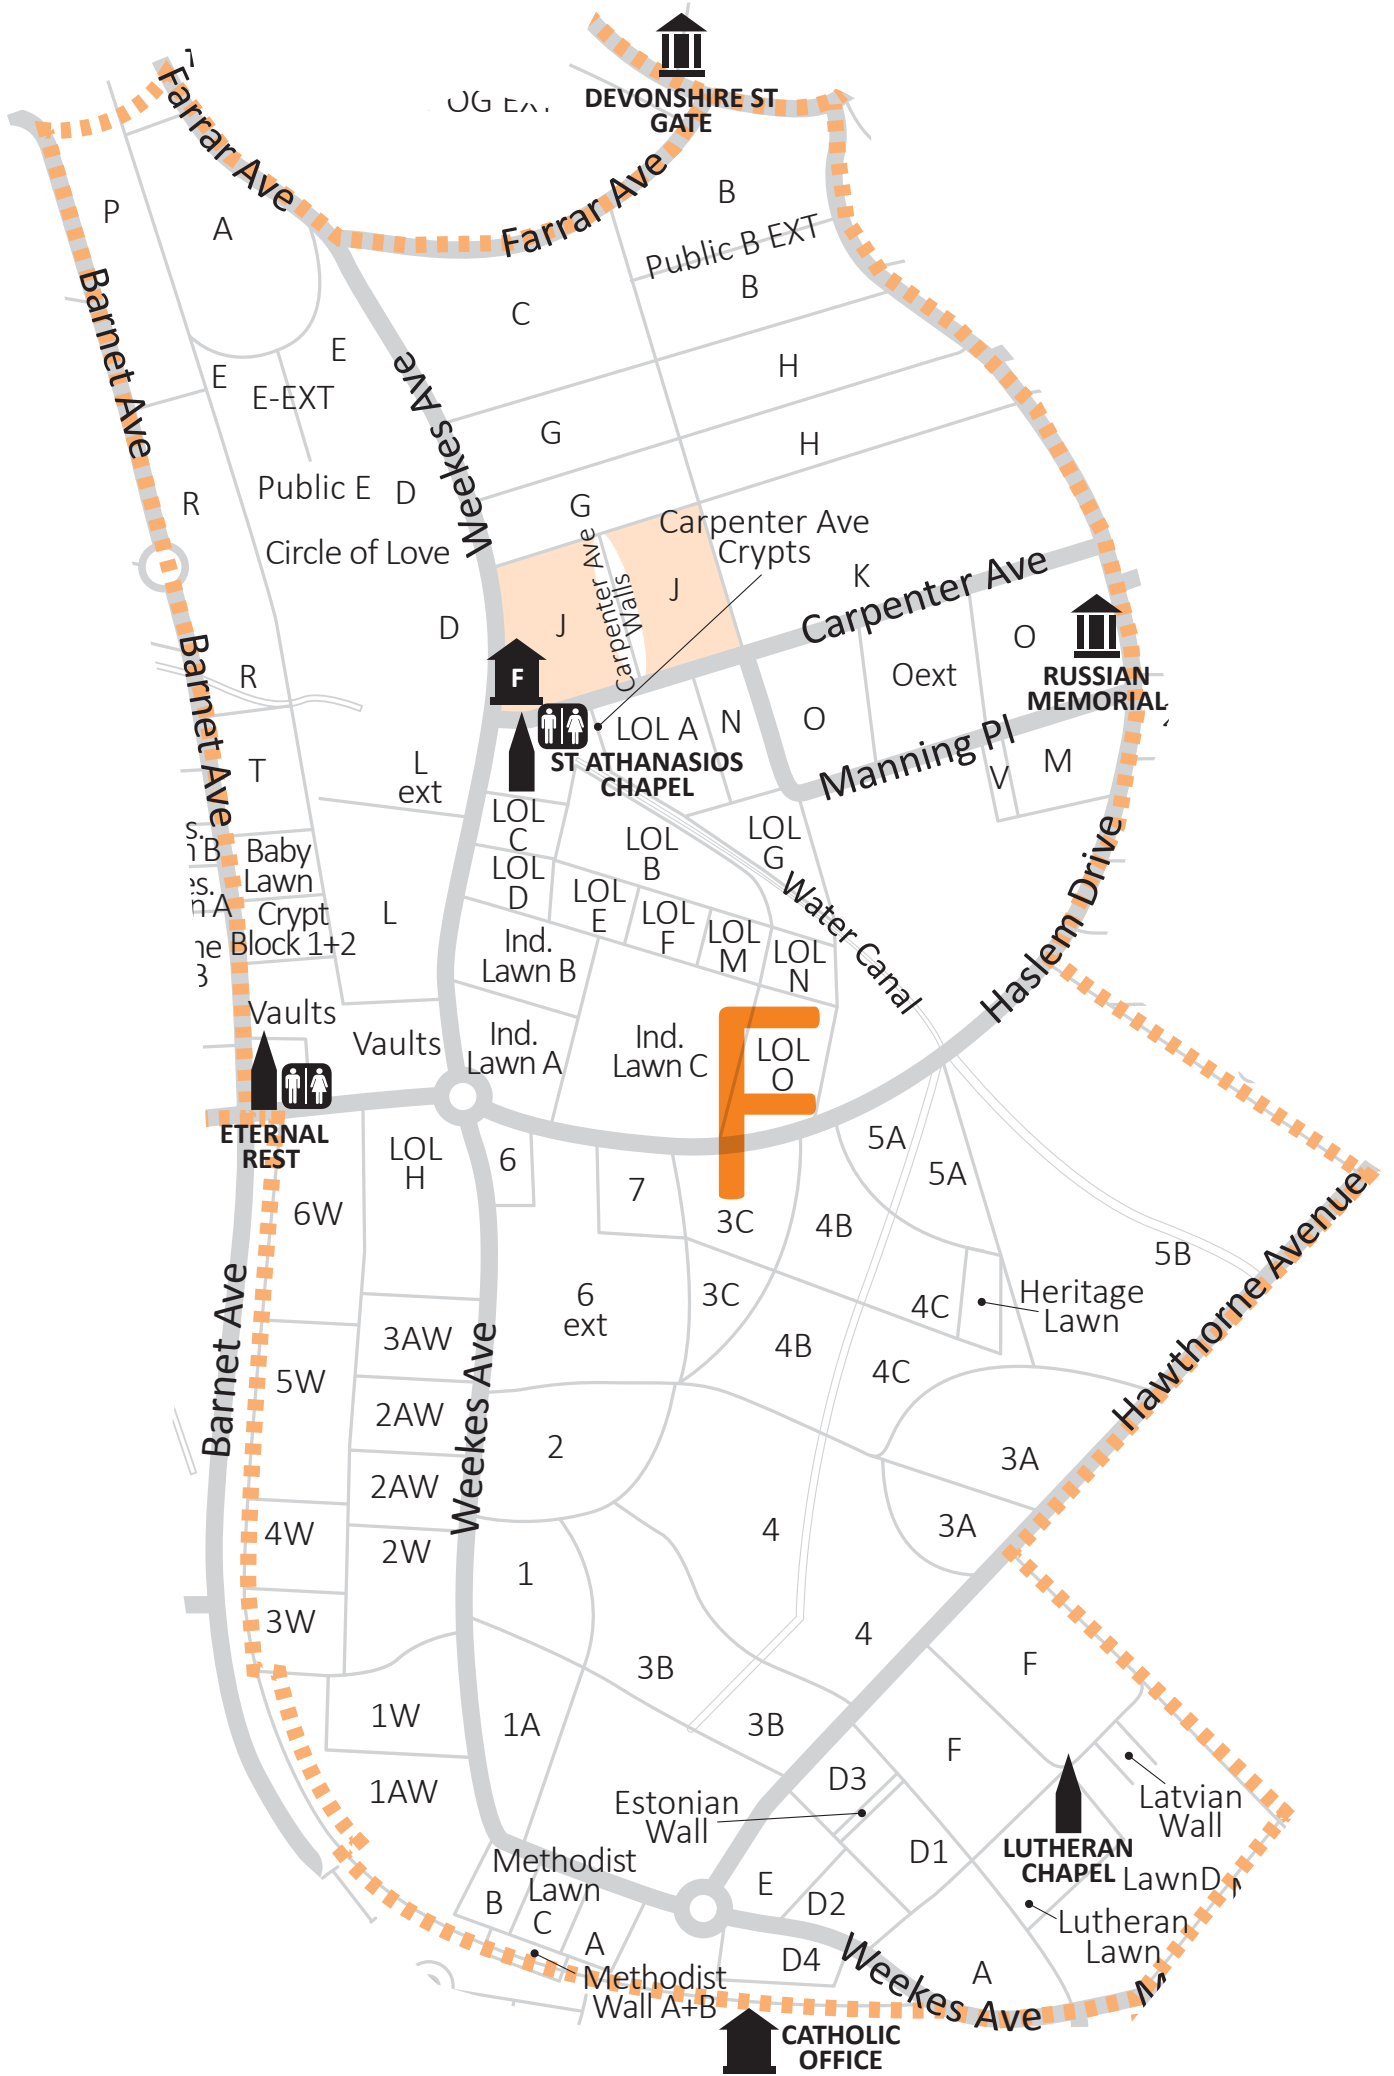 DEVONSHIRE ST
GATE
Farrar Ave
Farrar Ave
B
P
A
Public B EXT
B
C
Barnet Ave
E
E
E-EXT
Weekes Ave
H
G
H
Public E
D
R
G
Carpenter Ave
Crypts
Circle of Love
Carpenter Ave
Walls
J
J
K
Carpenter Ave
D
F
O
Oext
RUSSIAN
MEMORIAL
Barnet Ave
R
LOL A
N
O
ST ATHANASIOS
CHAPEL
Manning Pl
V
M
T
L
ext
LOL
C
LOL
B
LOL
G
Baby
Lawn
LOL
D
LOL
E
LOL
F
LOL
M
LOL
N
Water Canal
Haslem Drive
Crypt
Block 1+2
L
Ind.
Lawn B
Vaults
Vaults
Ind.
Lawn A
Ind.
Lawn C
LOL
O
F
ETERNAL
REST
LOL
H
6
7
5A
5A
6W
3C
4B
5B
Barnet Ave
6
ext
3C
4C
Heritage
Lawn
Hawthorne Avenue
3AW
4B
4C
5W
2AW
Weekes Ave
2
3A
2AW
4
3A
4W
2W
1
3W
4
3B
F
1W
1A
3B
F
1AW
D3
Estonian
Wall
Latvian
Wall
D1
LUTHERAN
CHAPEL
LawnD
Methodist
Lawn
B
C
A
E
D2
D4
Lutheran
Lawn
Weekes Ave
A
Methodist
Wall A+B
CATHOLIC
OFFICE